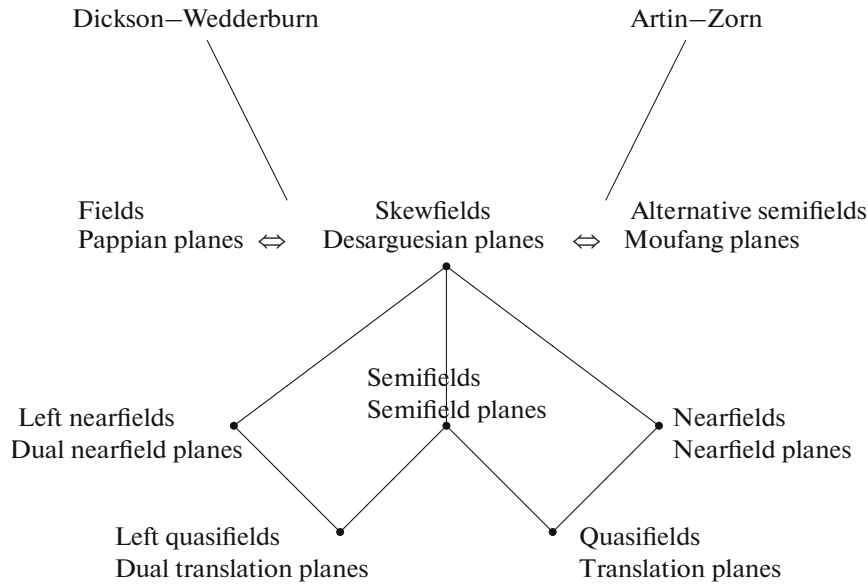 Dickson–Wedderburn
Artin–Zorn
Fields
Pappian planes
⇔
Skewfields
Desarguesian planes
⇔
Alternative semifields
Moufang planes
Semifields
Semifield planes
Left nearfields
Dual nearfield planes
Nearfields
Nearfield planes
Left quasifields
Dual translation planes
Quasifields
Translation planes